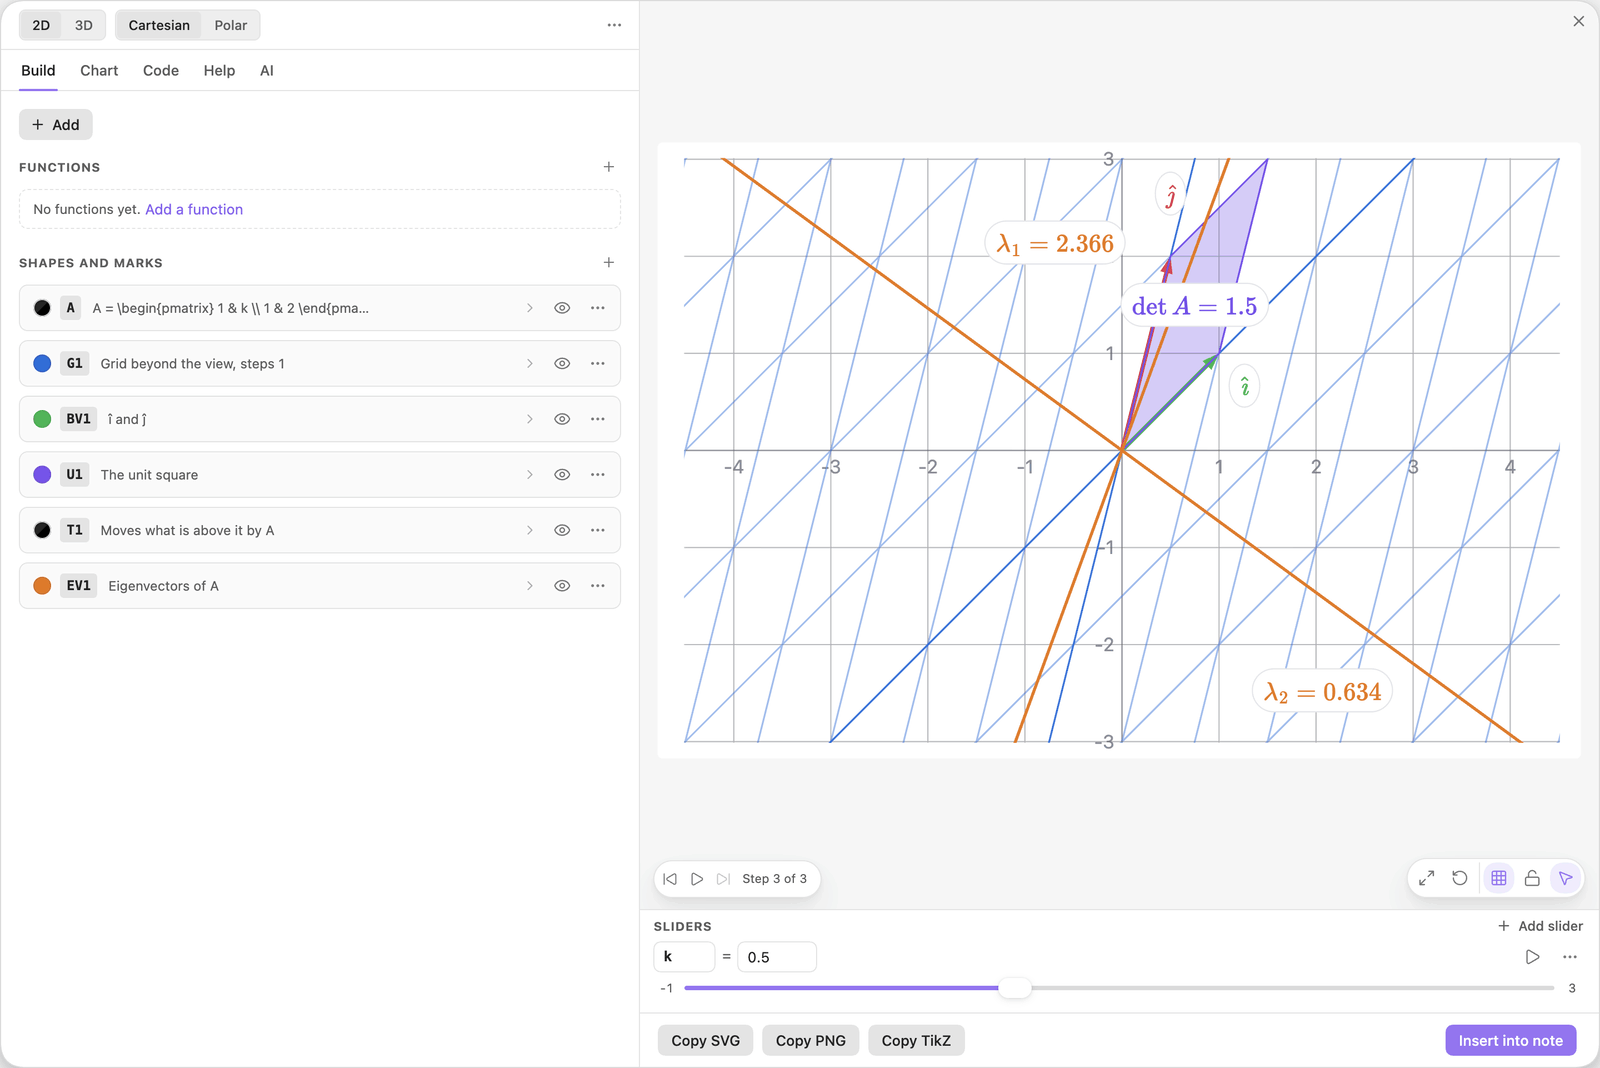 2D 3D Cartesian Polar
Build Chart Code Help AI
+ Add
FUNCTIONS
No functions yet. Add a function
SHAPES AND MARKS
A A = \begin{pmatrix} 1 & k \\ 1 & 2 \end{pma...
G1 Grid beyond the view, steps 1
BV1 î and ĵ
U1 The unit square
T1 Moves what is above it by A
EV1 Eigenvectors of A
3
ĵ
λ₁ = 2.366
det A = 1.5
1
î
-4 -3 -2 -1 1 2 3 4
-1
-2
λ₂ = 0.634
-3
Step 3 of 3
SLIDERS
+ Add slider
k = 0.5
-1 3
Copy SVG Copy PNG Copy TikZ Insert into note